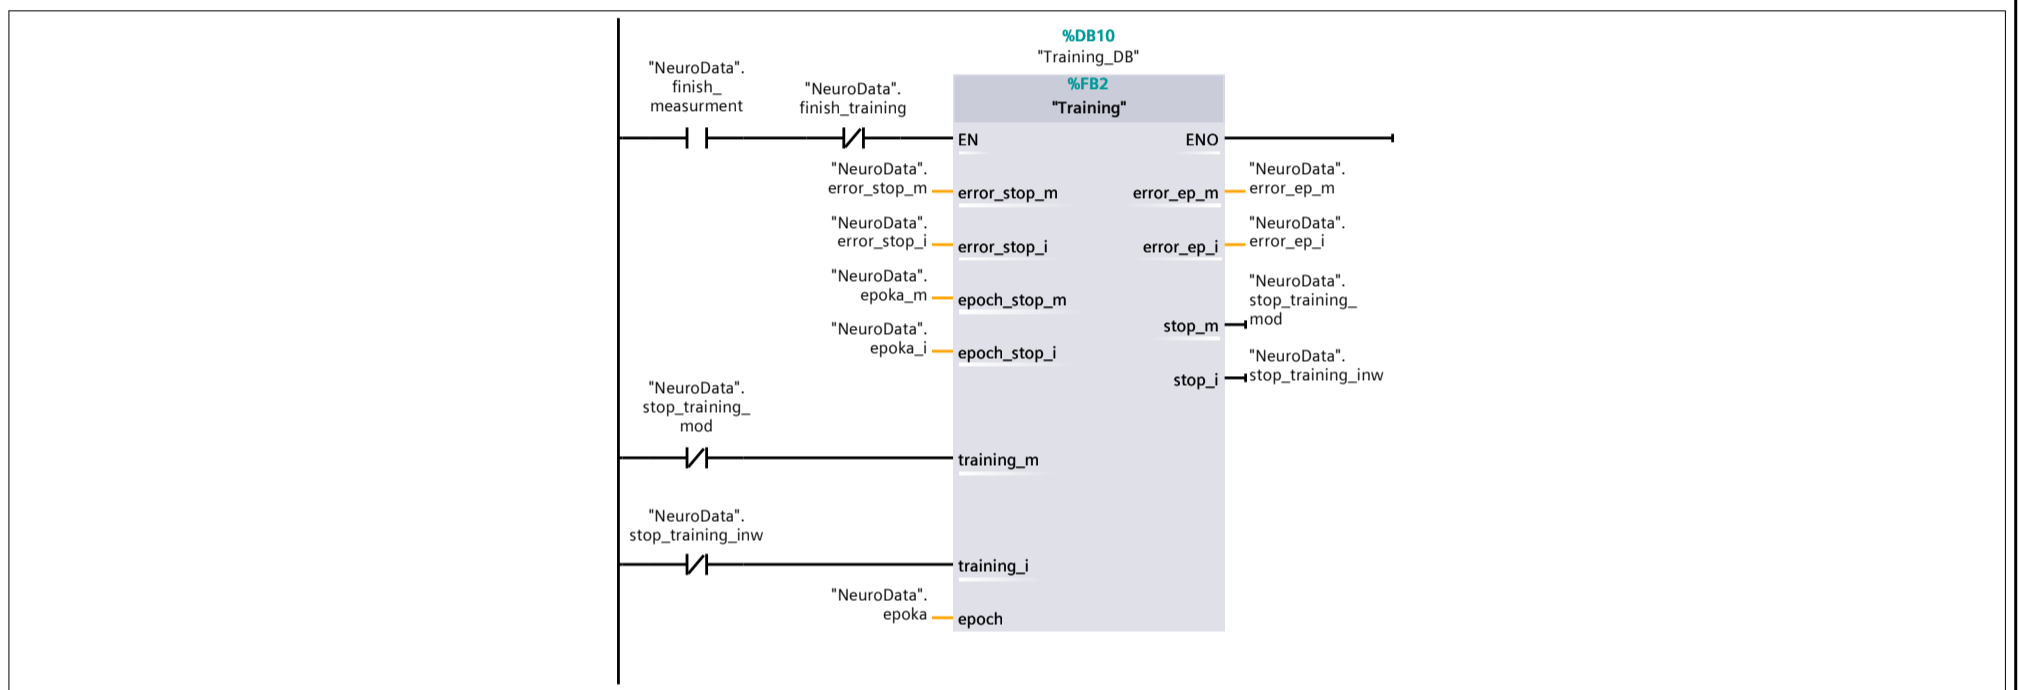 %DB10
"Training_DB"
"NeuroData".
finish_
measurment
"NeuroData".
finish_training
%FB2
"Training"
EN
ENO
"NeuroData".
error_stop_m
error_stop_m
error_ep_m
"NeuroData".
error_ep_m
"NeuroData".
error_stop_i
error_stop_i
error_ep_i
"NeuroData".
error_ep_i
"NeuroData".
epoka_m
epoch_stop_m
stop_m
"NeuroData".
stop_training_
mod
"NeuroData".
epoka_i
epoch_stop_i
stop_i
"NeuroData".
stop_training_inw
"NeuroData".
stop_training_
mod
training_m
"NeuroData".
stop_training_inw
training_i
"NeuroData".
epoka
epoch